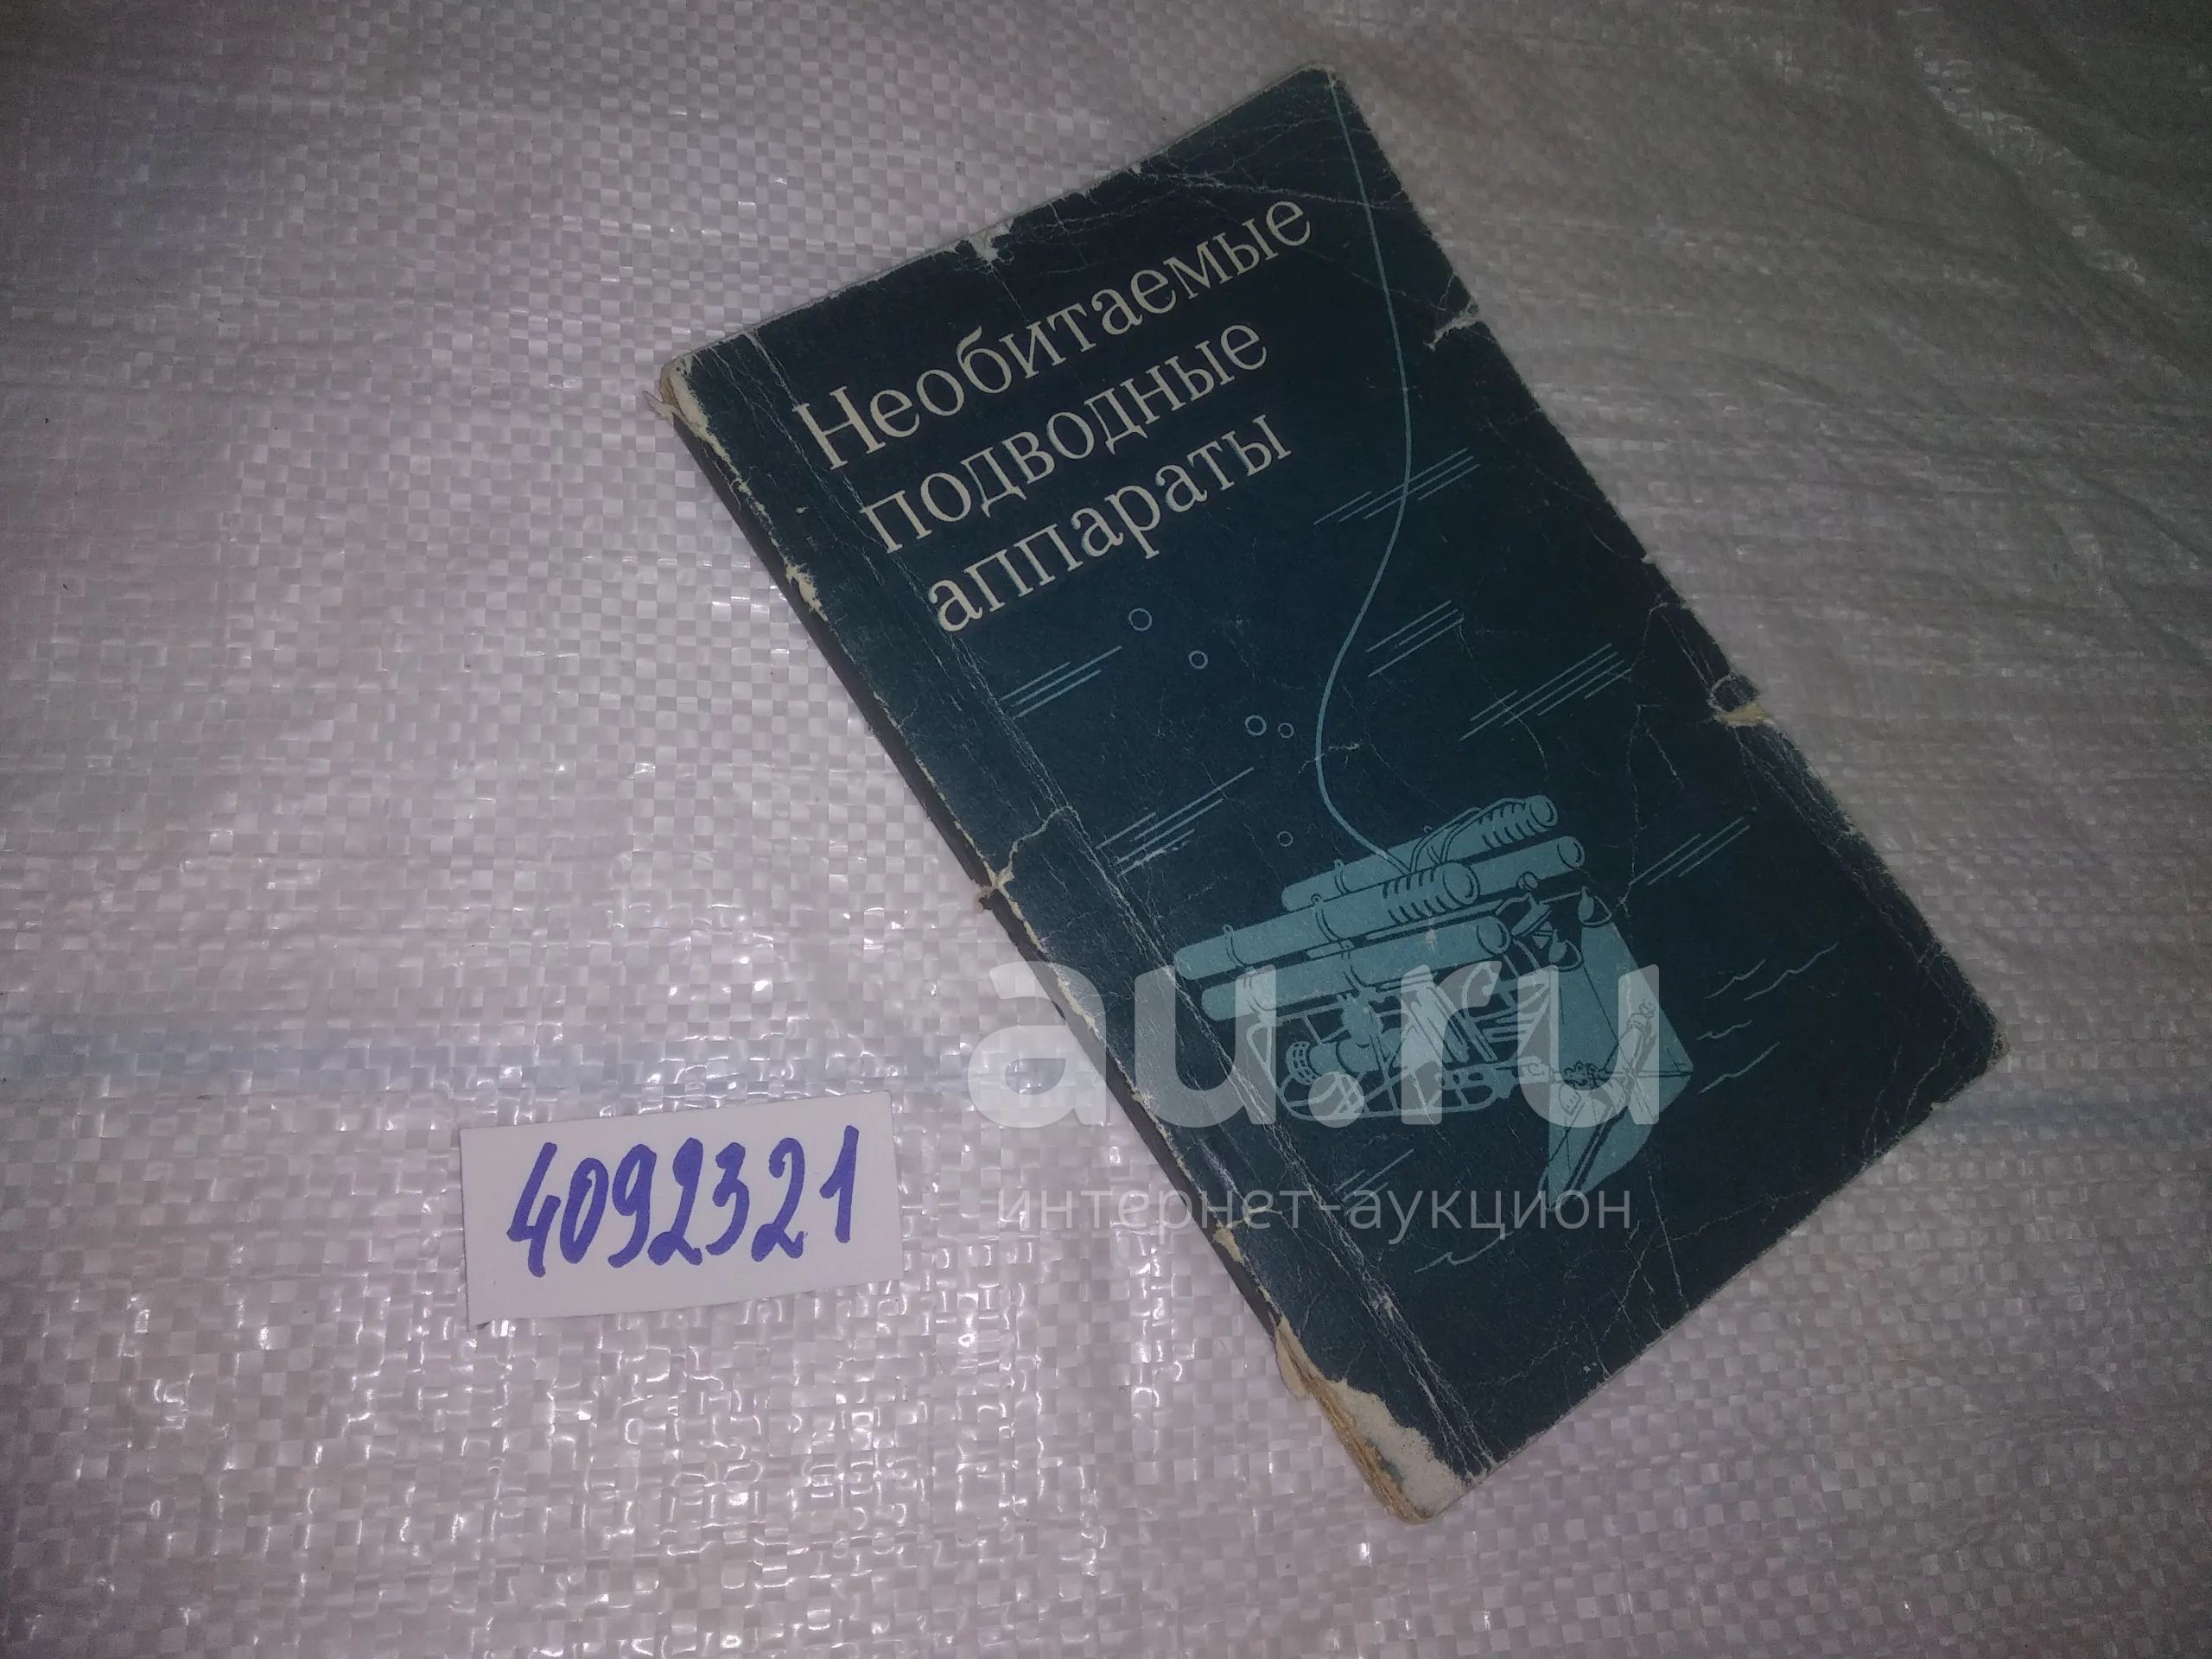 Необитаемые
подводные
аппараты
au.ru
интернет-аукцион
4092321